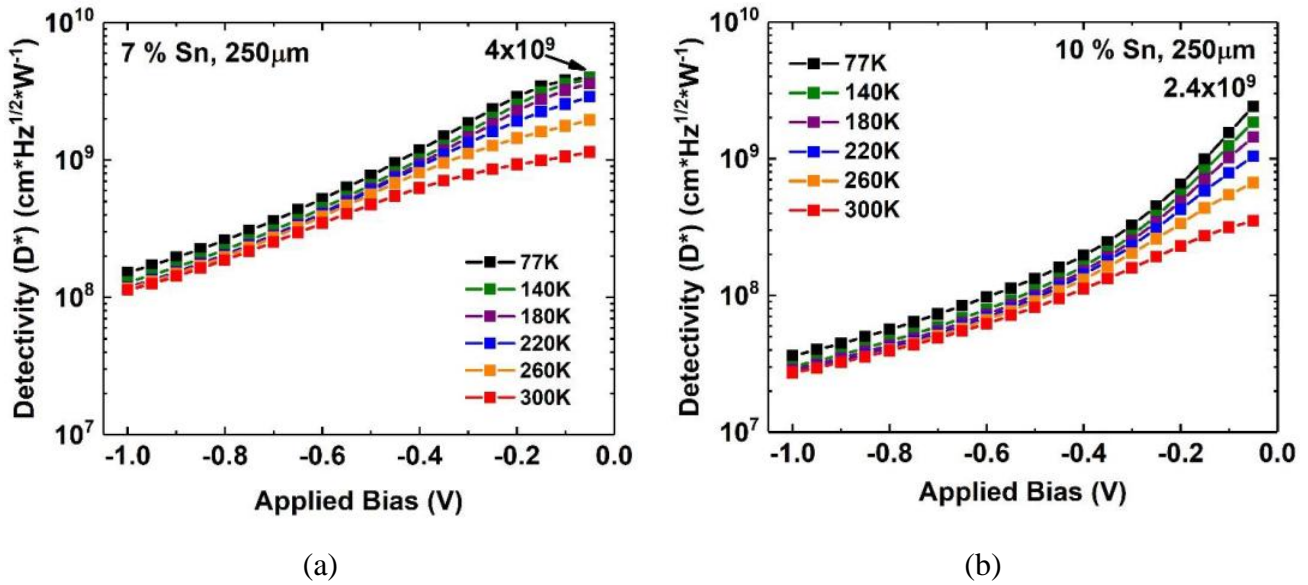 7 % Sn, 250µm
4x10⁹
10¹⁰
10⁹
10⁸
10⁷
Detectivity (D*) (cm*Hz^1/2*W^-1)
77K
140K
180K
220K
260K
300K
-1.0 -0.8 -0.6 -0.4 -0.2 0.0
Applied Bias (V)
(a)
10 % Sn, 250µm
2.4x10⁹
77K
140K
180K
220K
260K
300K
10¹⁰
10⁹
10⁸
10⁷
Detectivity (D*) (cm*Hz^1/2*W^-1)
-1.0 -0.8 -0.6 -0.4 -0.2 0.0
Applied Bias (V)
(b)